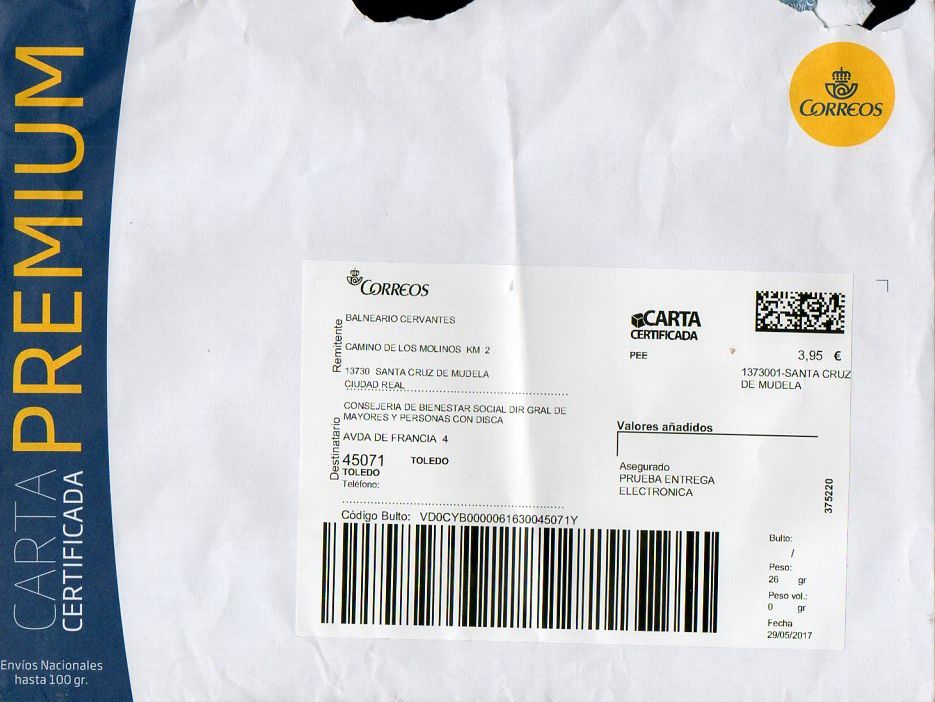 CARTA PREMIUM
CERTIFICADA
Envíos Nacionales
hasta 100 gr.
CORREOS
CORREOS
Remitente
BALNEARIO CERVANTES
CAMINO DE LOS MOLINOS KM 2
13730 SANTA CRUZ DE MUDELA
CIUDAD REAL
Destinatario
CONSEJERIA DE BIENESTAR SOCIAL DIR GRAL DE
MAYORES Y PERSONAS CON DISCA
AVDA DE FRANCIA 4
45071 TOLEDO
TOLEDO
Teléfono:
Código Bulto: VD0CYB0000061630045071Y
CARTA
CERTIFICADA
PEE
3,95 €
1373001-SANTA CRUZ
DE MUDELA
Valores añadidos
Asegurado
PRUEBA ENTREGA
ELECTRONICA
375220
Bulto:
/
Peso:
26 gr
Peso vol.:
0 gr
Fecha
29/05/2017